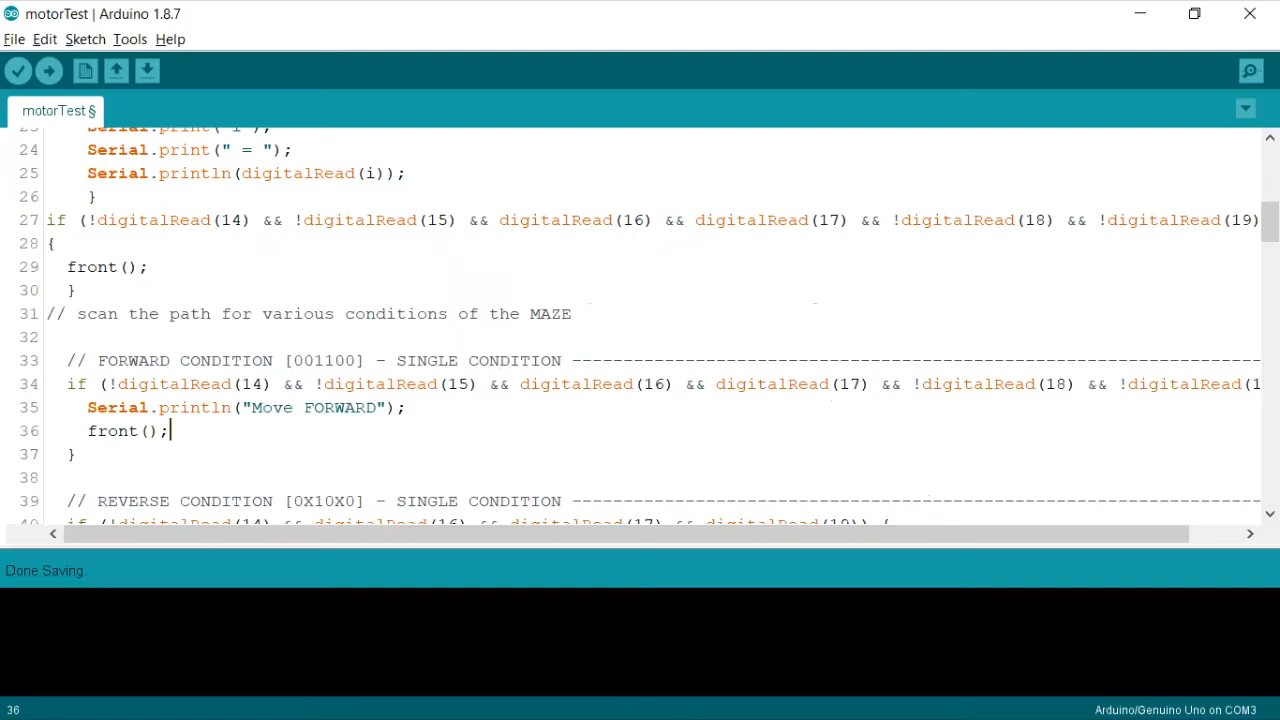 motorTest | Arduino 1.8.7
File Edit Sketch Tools Help
motorTest §
24 Serial.print(" = ");
25 Serial.println(digitalRead(i));
26 }
27 if (!digitalRead(14) && !digitalRead(15) && digitalRead(16) && digitalRead(17) && !digitalRead(18) && !digitalRead(19)
28 {
29 front();
30 }
31 // scan the path for various conditions of the MAZE
32
33 // FORWARD CONDITION [001100] - SINGLE CONDITION -------------------------------------------------------------------
34 if (!digitalRead(14) && !digitalRead(15) && digitalRead(16) && digitalRead(17) && !digitalRead(18) && !digitalRead(1
35 Serial.println("Move FORWARD");
36 front();
37 }
38
39 // REVERSE CONDITION [0X10X0] - SINGLE CONDITION -------------------------------------------------------------------
if (!digitalRead(14) && digitalRead(16) && digitalRead(17) && digitalRead(19)) {
Done Saving.
36
Arduino/Genuino Uno on COM3